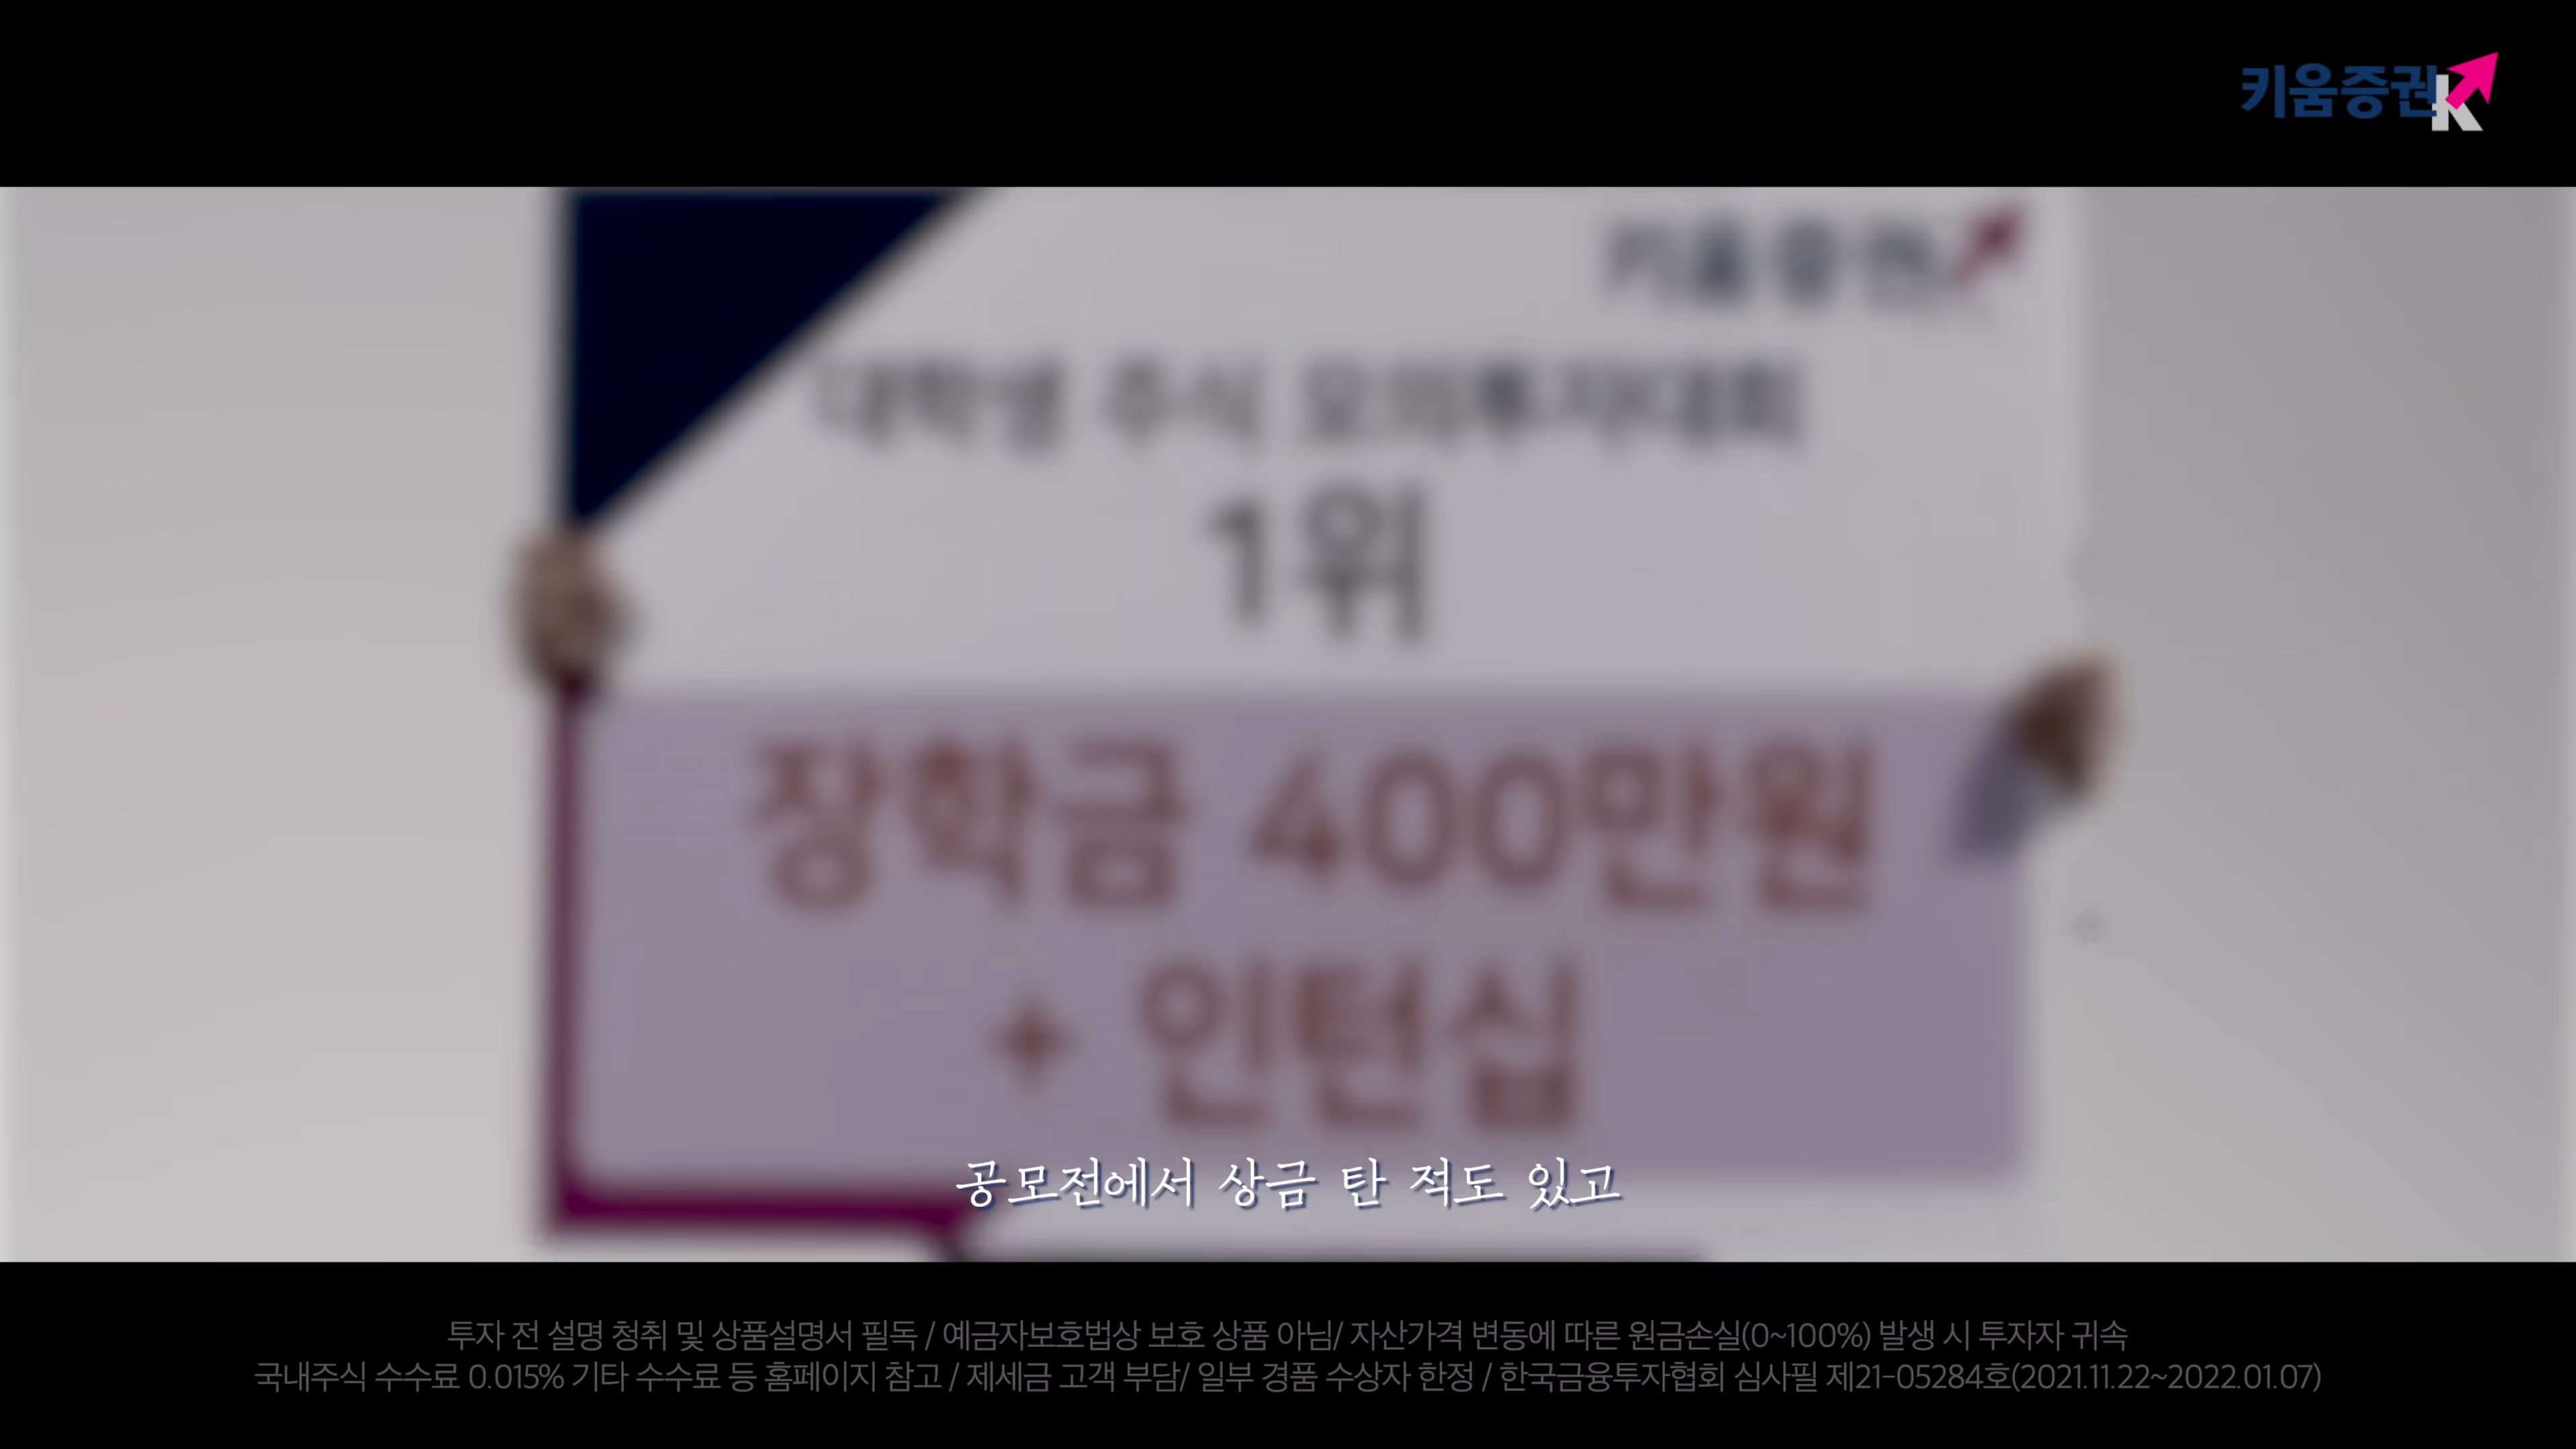 키움증권
키움증권
대학생 주식 모의투자대회
1위
장학금 400만원
+ 인턴십
공모전에서 상금 탄 적도 있고
투자 전 설명 청취 및 상품설명서 필독 / 예금자보호법상 보호 상품 아님/ 자산가격 변동에 따른 원금손실(0~100%) 발생 시 투자자 귀속
국내주식 수수료 0.015% 기타 수수료 등 홈페이지 참고 / 제세금 고객 부담/ 일부 경품 수상자 한정 / 한국금융투자협회 심사필 제21-05284호(2021.11.22~2022.01.07)